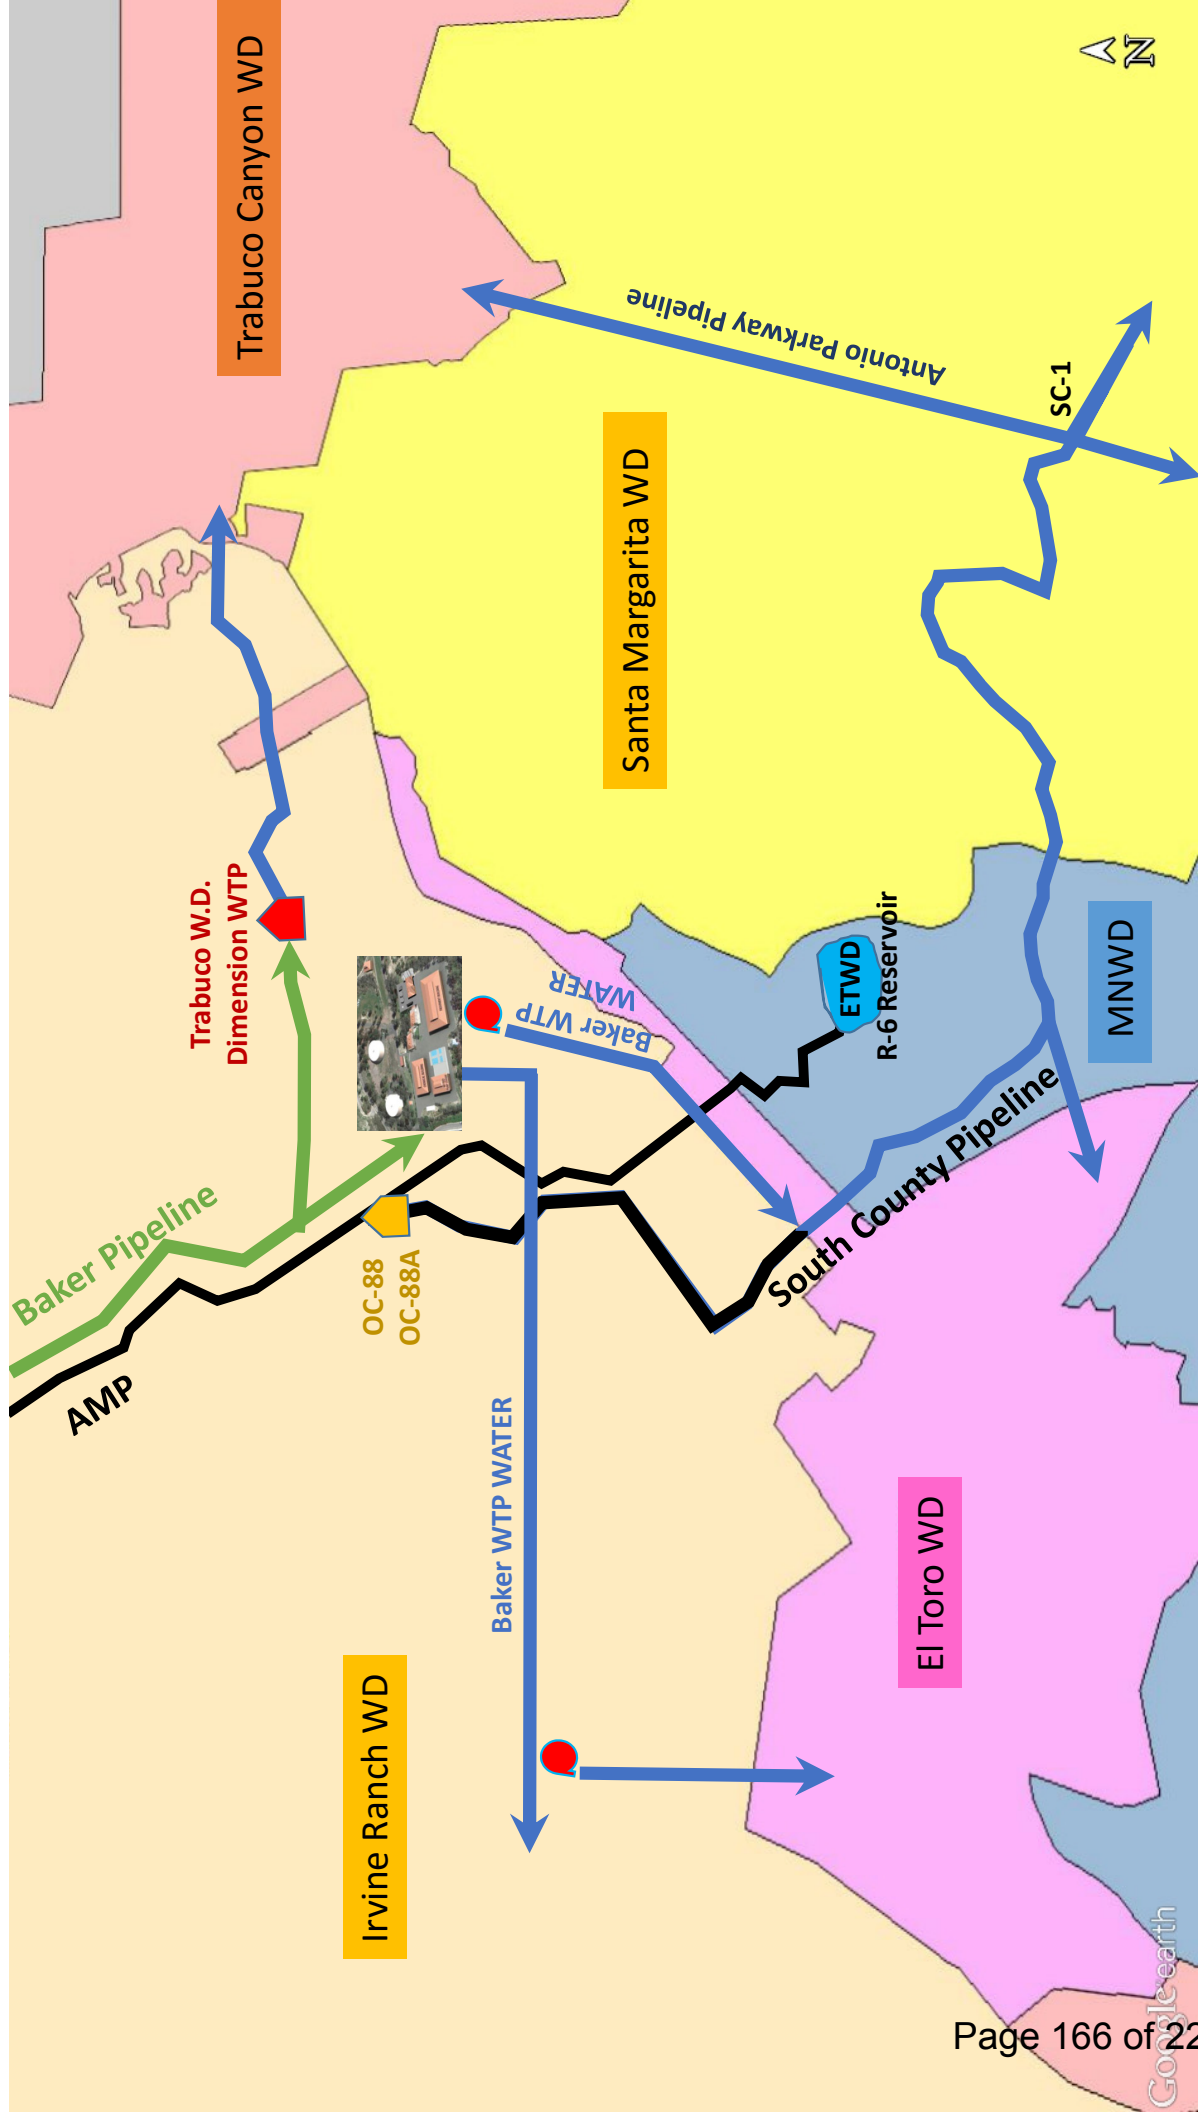 Trabuco Canyon WD
N
Antonio Parkway Pipeline
SC-1
Santa Margarita WD
Trabuco W.D.
Dimension WTP
Baker WTP
WATER
ETWD
R-6 Reservoir
MNWD
South County Pipeline
Baker Pipeline
OC-88
OC-88A
AMP
Baker WTP WATER
Irvine Ranch WD
El Toro WD
Google earth
Page 166 of 22